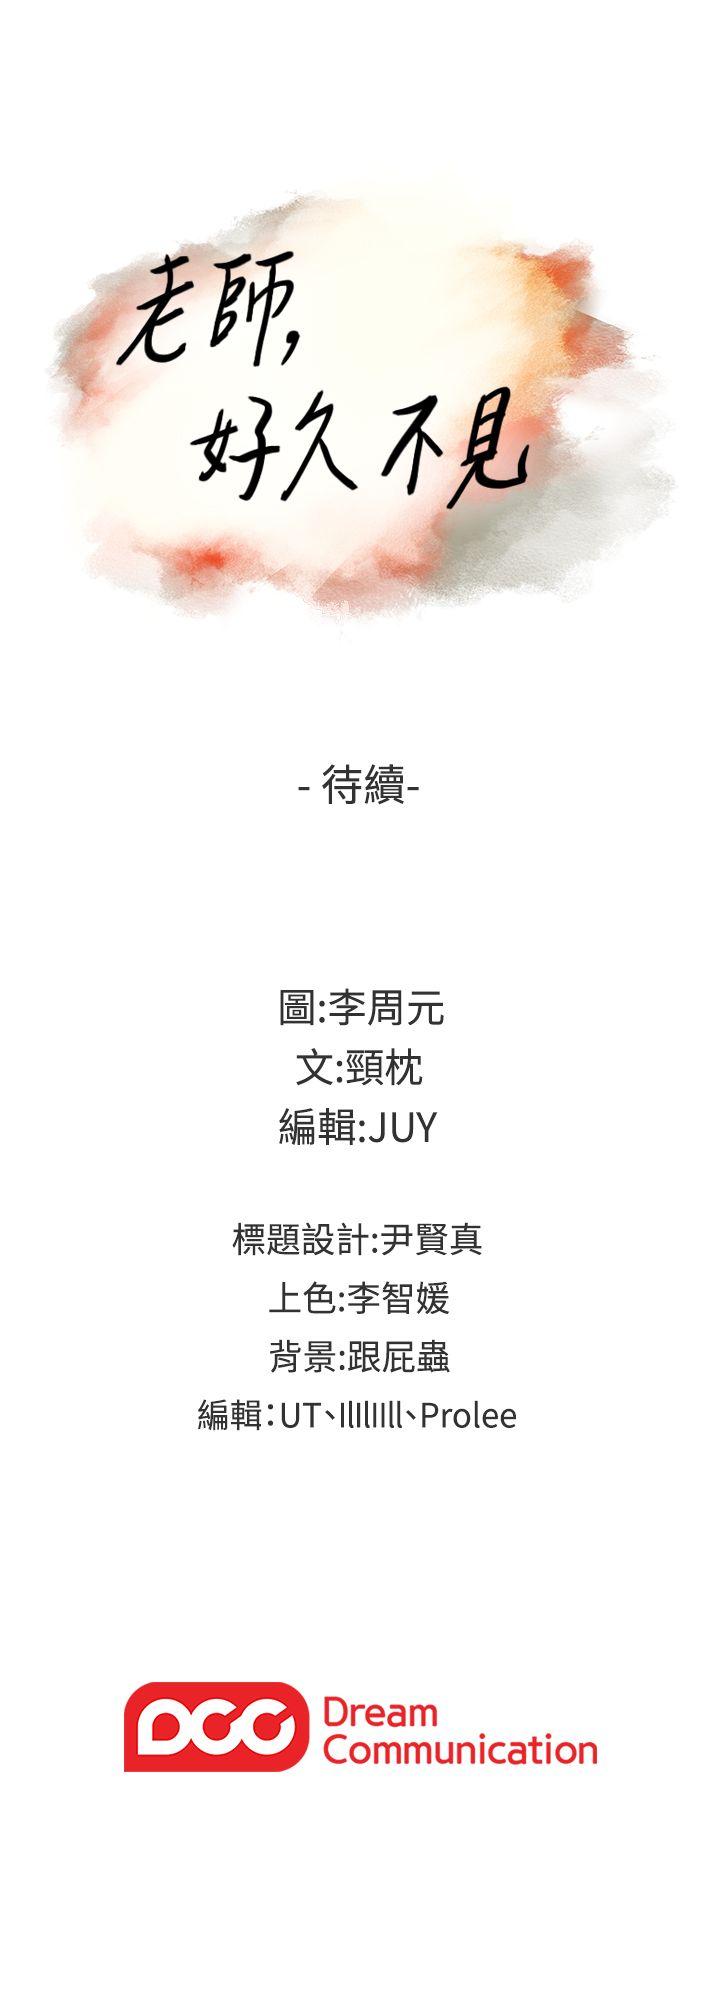 老師,
好久不見
- 待續-
圖:李周元
文:頸枕
編輯:JUY
標題設計:尹賢真
上色:李智媛
背景:跟屁蟲
編輯：UT、IlIlIIll、Prolee
DCC Dream
Communication